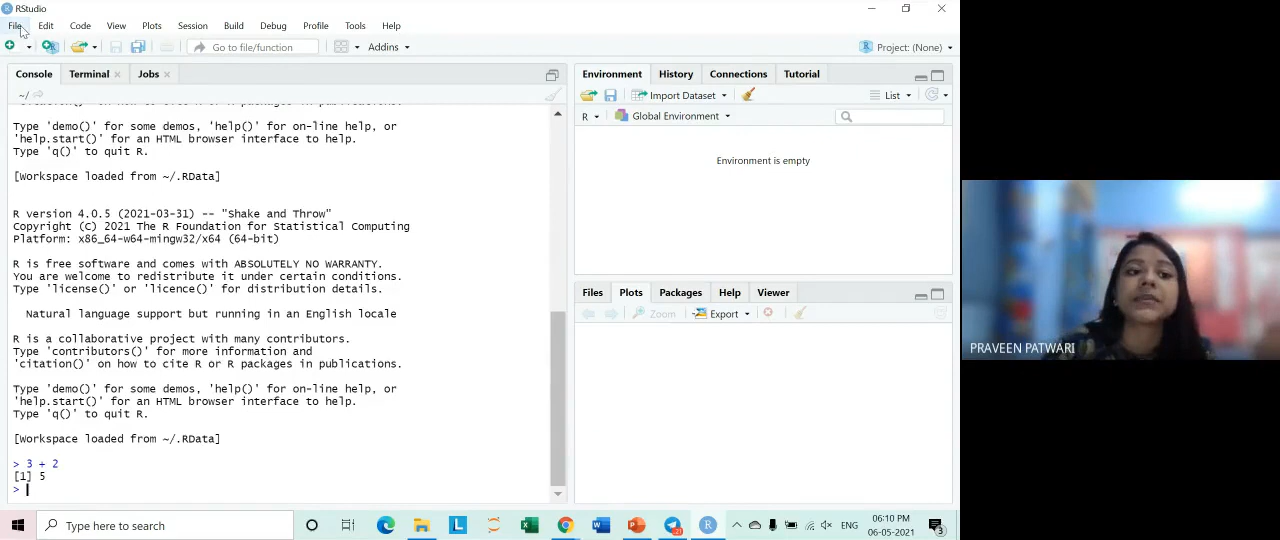 RStudio
File Edit Code View Plots Session Build Debug Profile Tools Help
Go to file/function Addins Project: (None)
Console Terminal Jobs
~/
Type 'demo()' for some demos, 'help()' for on-line help, or
'help.start()' for an HTML browser interface to help.
Type 'q()' to quit R.
[Workspace loaded from ~/.RData]
R version 4.0.5 (2021-03-31) -- "Shake and Throw"
Copyright (C) 2021 The R Foundation for Statistical Computing
Platform: x86_64-w64-mingw32/x64 (64-bit)
R is free software and comes with ABSOLUTELY NO WARRANTY.
You are welcome to redistribute it under certain conditions.
Type 'license()' or 'licence()' for distribution details.
Natural language support but running in an English locale
R is a collaborative project with many contributors.
Type 'contributors()' for more information and
'citation()' on how to cite R or R packages in publications.
Type 'demo()' for some demos, 'help()' for on-line help, or
'help.start()' for an HTML browser interface to help.
Type 'q()' to quit R.
[Workspace loaded from ~/.RData]
> 3 + 2
[1] 5
>
Environment History Connections Tutorial
Import Dataset List
R Global Environment
Environment is empty
Files Plots Packages Help Viewer
Zoom Export
PRAVEEN PATWARI
Type here to search
ENG
06:10 PM
06-05-2021
3